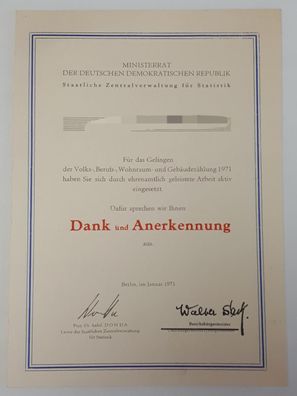 MINISTERRAT
DER DEUTSCHEN DEMOKRATISCHEN REPUBLIK
Staatliche Zentralverwaltung für Statistik
Für das Gelingen
der Volks-, Berufs-, Wohnraum- und Gebäudezählung 1971
haben Sie sich durch ehrenamtlich geleistete Arbeit aktiv
eingesetzt
Dafür sprechen wir Ihnen
Dank und Anerkennung
aus.
Berlin, im Januar 1971
Prof. Dr. habil. DONDA
Leiter der Staatlichen Zentralverwaltung
für Statistik